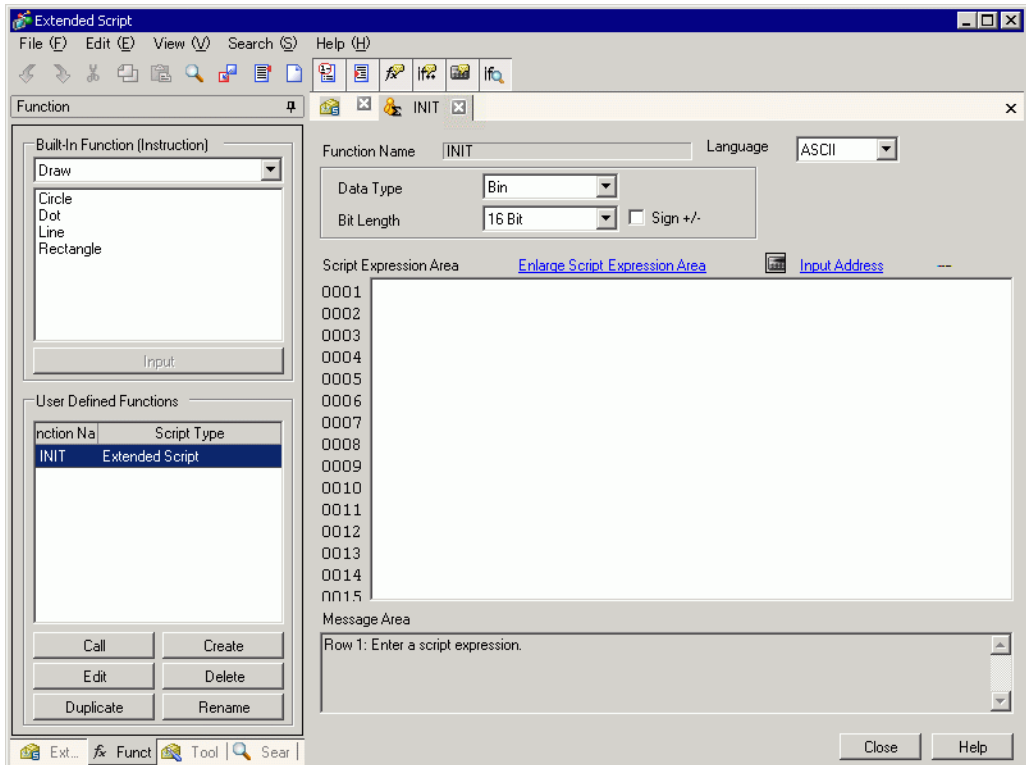 Extended Script
File (F) Edit (E) View (V) Search (S) Help (H)
Function
INIT
Built-In Function (Instruction)
Draw
Circle
Dot
Line
Rectangle
Input
User Defined Functions
nction Na Script Type
INIT Extended Script
Call Create
Edit Delete
Duplicate Rename
Ext... fx Funct Tool Sear
Function Name INIT Language ASCII
Data Type Bin
Bit Length 16 Bit Sign +/-
Script Expression Area Enlarge Script Expression Area Input Address ---
0001
0002
0003
0004
0005
0006
0007
0008
0009
0010
0011
0012
0013
0014
0015
Message Area
Row 1: Enter a script expression.
Close Help